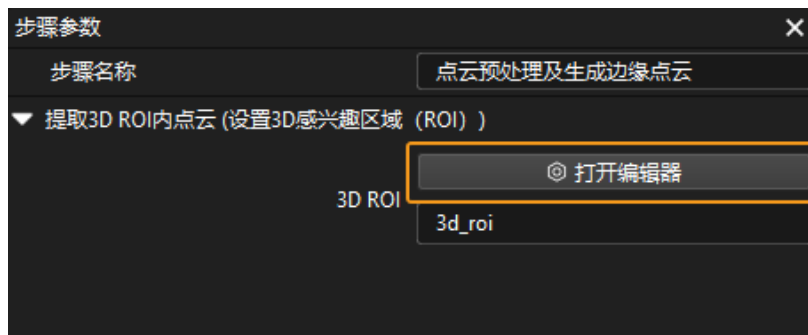 步骤参数
步骤名称 点云预处理及生成边缘点云
提取3D ROI内点云 (设置3D感兴趣区域（ROI）)
打开编辑器
3D ROI
3d_roi